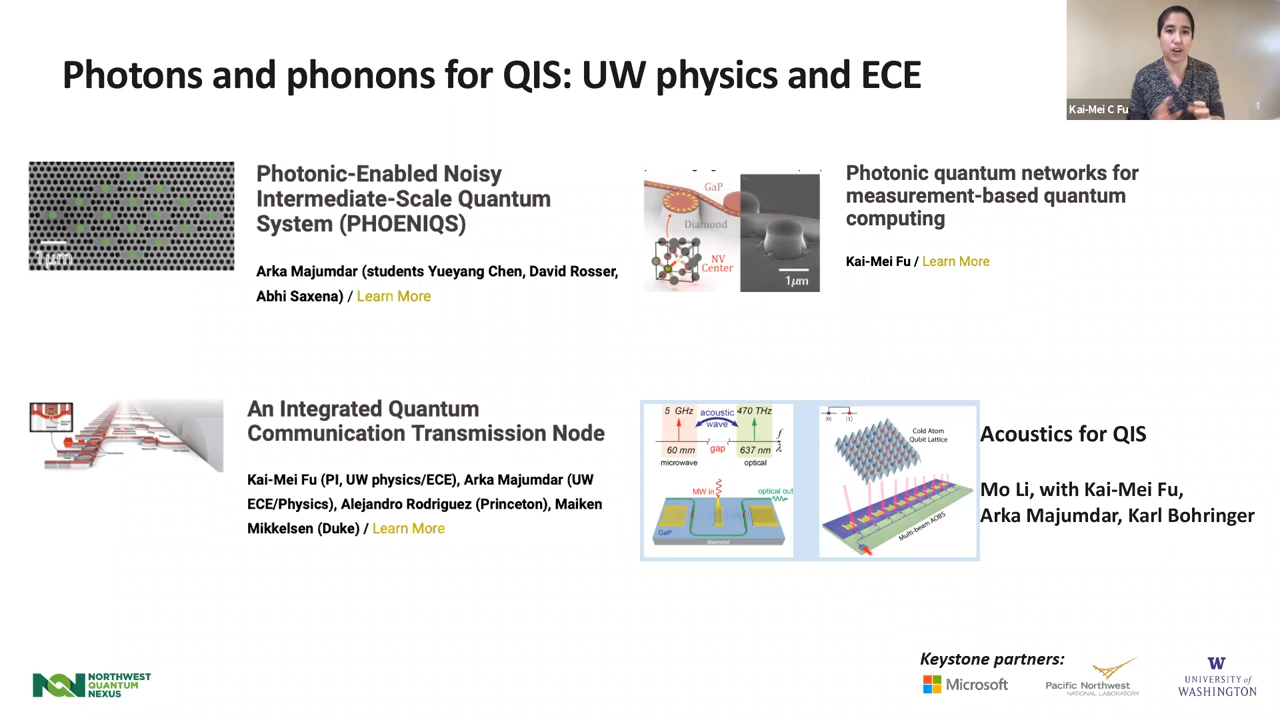 Photons and phonons for QIS: UW physics and ECE
Kai-Mei C Fu
1μm
Photonic-Enabled Noisy
Intermediate-Scale Quantum
System (PHOENIQS)
Arka Majumdar (students Yueyang Chen, David Rosser,
Abhi Saxena) / Learn More
GaP
Diamond
NV
Center
1μm
Photonic quantum networks for
measurement-based quantum
computing
Kai-Mei Fu / Learn More
An Integrated Quantum
Communication Transmission Node
Kai-Mei Fu (PI, UW physics/ECE), Arka Majumdar (UW
ECE/Physics), Alejandro Rodriguez (Princeton), Maiken
Mikkelsen (Duke) / Learn More
5 GHz
acoustic
wave
470 THz
f
gap
λ
60 mm
637 nm
microwave
optical
MW in
optical out
GaP
diamond
|0⟩ |1⟩
Cold Atom
Qubit Lattice
Multi-beam AOBS
Acoustics for QIS
Mo Li, with Kai-Mei Fu,
Arka Majumdar, Karl Bohringer
NORTHWEST
QUANTUM
NEXUS
Keystone partners:
Microsoft
Pacific Northwest
NATIONAL LABORATORY
W
UNIVERSITY of
WASHINGTON